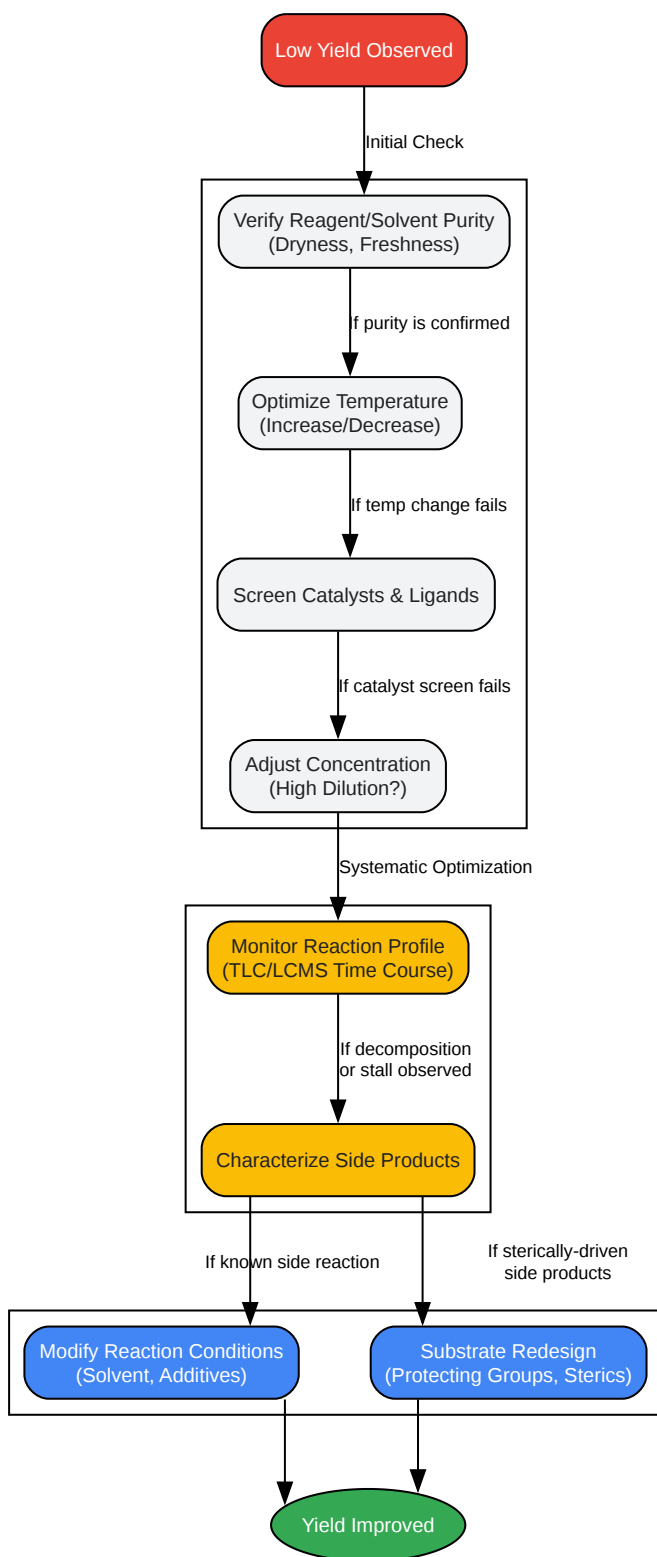 Low Yield Observed
Initial Check
Verify Reagent/Solvent Purity
(Dryness, Freshness)
If purity is confirmed
Optimize Temperature
(Increase/Decrease)
If temp change fails
Screen Catalysts & Ligands
If catalyst screen fails
Adjust Concentration
(High Dilution?)
Systematic Optimization
Monitor Reaction Profile
(TLC/LCMS Time Course)
If decomposition
or stall observed
Characterize Side Products
If known side reaction
If sterically-driven
side products
Modify Reaction Conditions
(Solvent, Additives)
Substrate Redesign
(Protecting Groups, Sterics)
Yield Improved